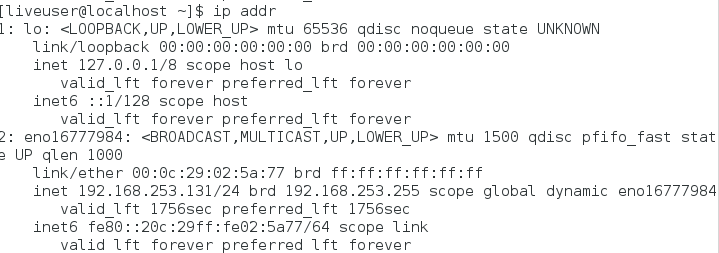 [liveuser@localhost ~]$ ip addr
1: lo: <LOOPBACK,UP,LOWER_UP> mtu 65536 qdisc noqueue state UNKNOWN
    link/loopback 00:00:00:00:00:00 brd 00:00:00:00:00:00
    inet 127.0.0.1/8 scope host lo
       valid_lft forever preferred_lft forever
    inet6 ::1/128 scope host
       valid_lft forever preferred_lft forever
2: eno16777984: <BROADCAST,MULTICAST,UP,LOWER_UP> mtu 1500 qdisc pfifo_fast stat
e UP qlen 1000
    link/ether 00:0c:29:02:5a:77 brd ff:ff:ff:ff:ff:ff
    inet 192.168.253.131/24 brd 192.168.253.255 scope global dynamic eno16777984
       valid_lft 1756sec preferred_lft 1756sec
    inet6 fe80::20c:29ff:fe02:5a77/64 scope link
       valid lft forever preferred lft forever